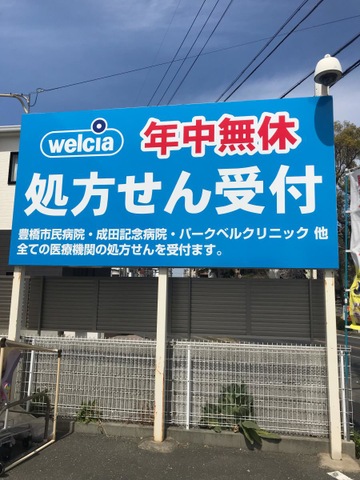 welcia 年中無休
処方せん受付
豊橋市民病院・成田記念病院・パークベルクリニック 他
全ての医療機関の処方せんを受付ます。